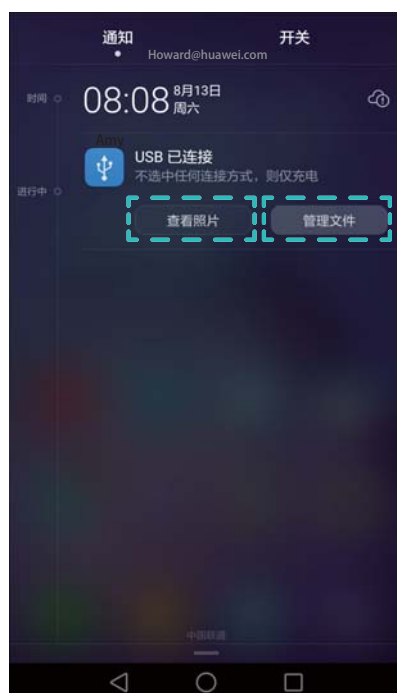 通知 开关
Howard@huawei.com
时间 08:08 8月13日
周六
Amy
USB 已连接
不选中任何连接方式，则仅充电
进行中
查看照片 管理文件
中国联通